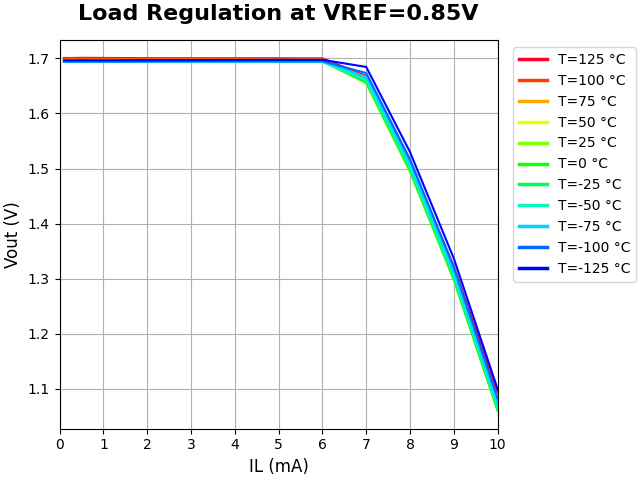 Load Regulation at VREF=0.85V
Vout (V)
1.7
1.6
1.5
1.4
1.3
1.2
1.1
0 1 2 3 4 5 6 7 8 9 10
IL (mA)
T=125 °C
T=100 °C
T=75 °C
T=50 °C
T=25 °C
T=0 °C
T=-25 °C
T=-50 °C
T=-75 °C
T=-100 °C
T=-125 °C